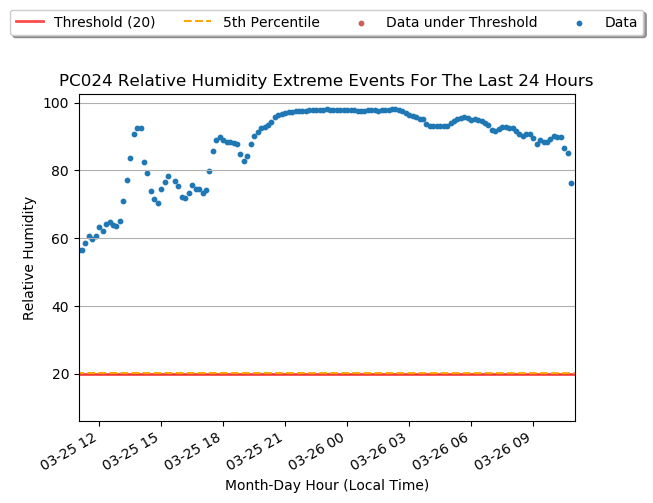 Threshold (20) 5th Percentile Data under Threshold Data
PC024 Relative Humidity Extreme Events For The Last 24 Hours
100
80
60
40
20
Relative Humidity
03-25 12 03-25 15 03-25 18 03-25 21 03-26 00 03-26 03 03-26 06 03-26 09
Month-Day Hour (Local Time)